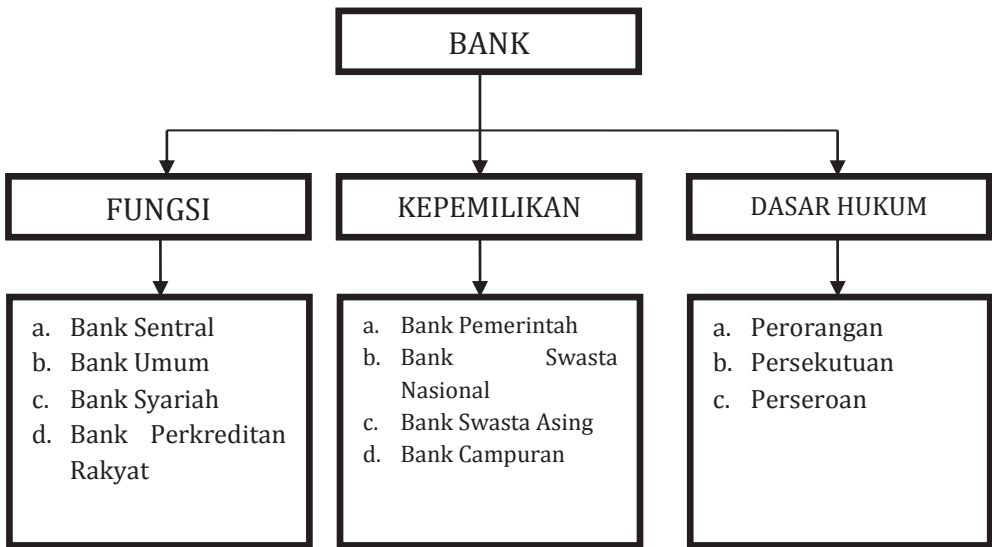 BANK
FUNGSI
KEPEMILIKAN
DASAR HUKUM
a. Bank Sentral
b. Bank Umum
c. Bank Syariah
d. Bank Perkreditan
Rakyat
a. Bank Pemerintah
b. Bank Swasta
Nasional
c. Bank Swasta Asing
d. Bank Campuran
a. Perorangan
b. Persekutuan
c. Perseroan